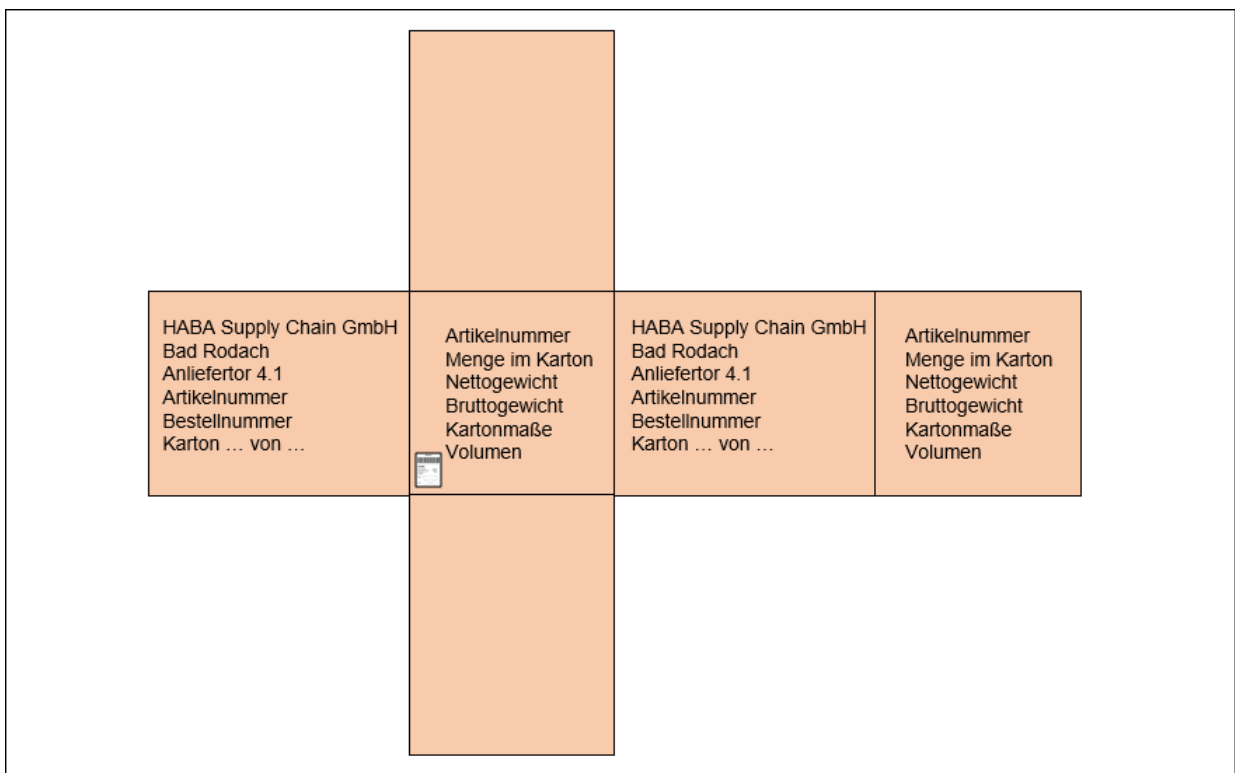 HABA Supply Chain GmbH
Bad Rodach
Anliefertor 4.1
Artikelnummer
Bestellnummer
Karton … von …
Artikelnummer
Menge im Karton
Nettogewicht
Bruttogewicht
Kartonmaße
Volumen
HABA Supply Chain GmbH
Bad Rodach
Anliefertor 4.1
Artikelnummer
Bestellnummer
Karton … von …
Artikelnummer
Menge im Karton
Nettogewicht
Bruttogewicht
Kartonmaße
Volumen